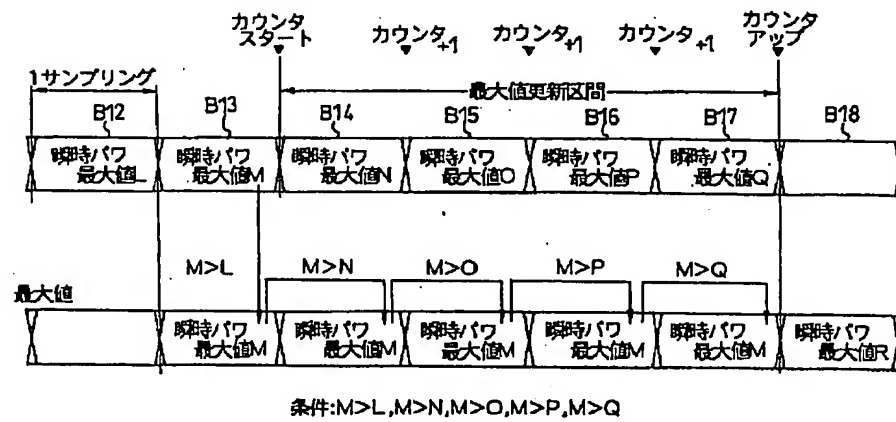 カウンタ
スタート
カウンタ+1
カウンタ+1
カウンタ+1
カウンタ
アップ
1サンプリング
最大値更新区間
B12
B13
B14
B15
B16
B17
B18
瞬時パワ
最大値L
瞬時パワ
最大値M
瞬時パワ
最大値N
瞬時パワ
最大値O
瞬時パワ
最大値P
瞬時パワ
最大値Q
M>L
M>N
M>O
M>P
M>Q
最大値
瞬時パワ
最大値M
瞬時パワ
最大値M
瞬時パワ
最大値M
瞬時パワ
最大値M
瞬時パワ
最大値M
瞬時パワ
最大値R
条件:M>L,M>N,M>O,M>P,M>Q